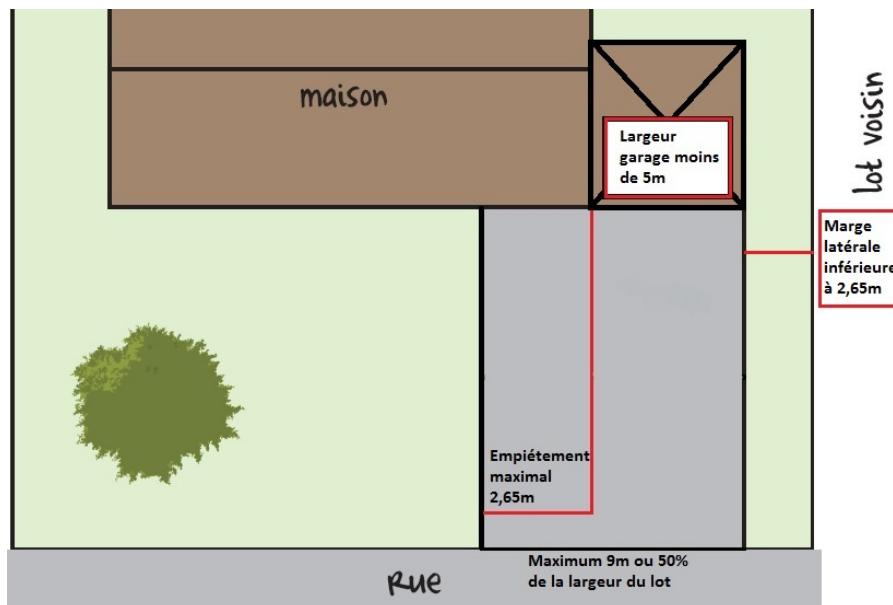 maison
Largeur
garage moins
de 5m
lot voisin
Marge
latérale
inférieure
à 2,65m
Empiétement
maximal
2,65m
Maximum 9m ou 50%
de la largeur du lot
Rue